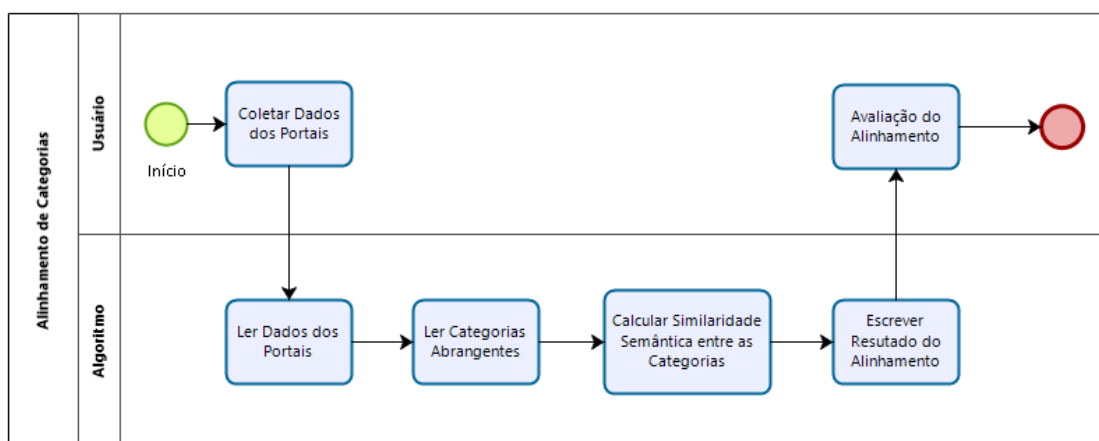 Alinhamento de Categorias
Usuário
Início
Coletar Dados
dos Portais
Avaliação do
Alinhamento
Algoritmo
Ler Dados dos
Portais
Ler Categorias
Abrangentes
Calcular Similaridade
Semântica entre as
Categorias
Escrever
Resutado do
Alinhamento